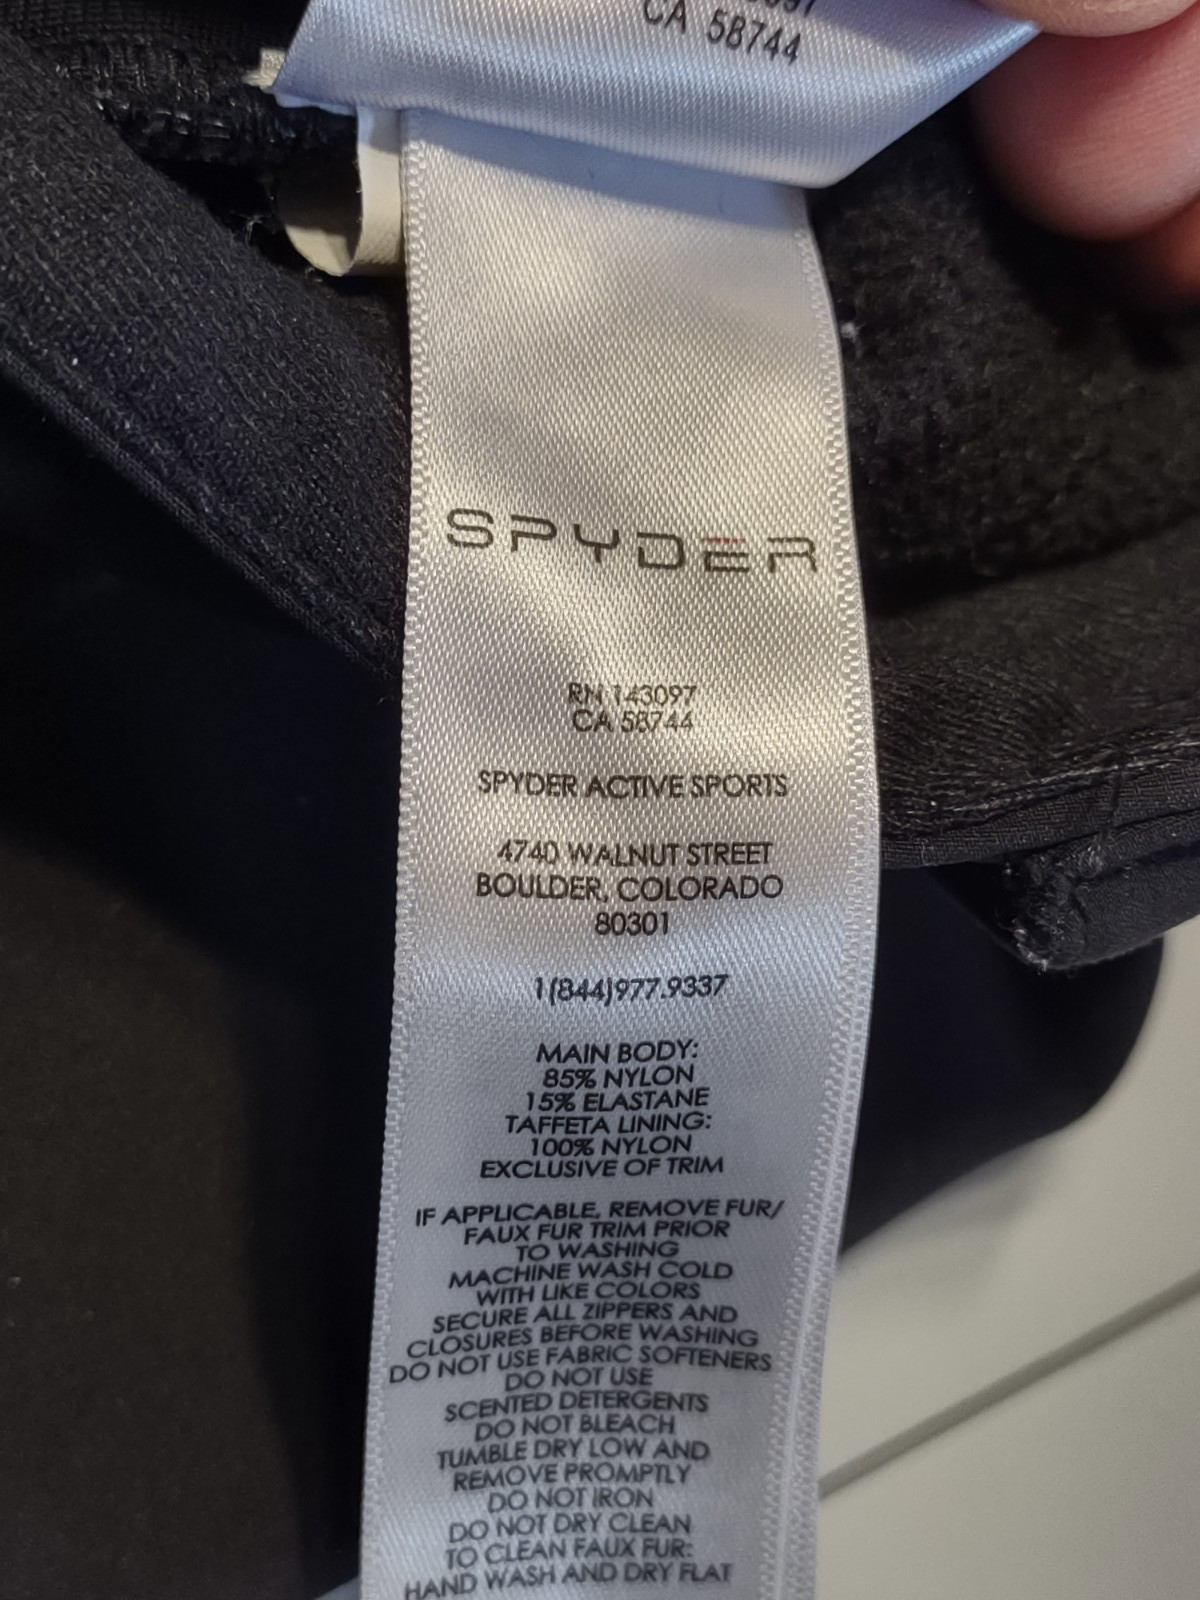 CA 58744
SPYDER
RN 143097
CA 58744
SPYDER ACTIVE SPORTS
4740 WALNUT STREET
BOULDER, COLORADO
80301
1(844)977.9337
MAIN BODY:
85% NYLON
15% ELASTANE
TAFFETA LINING:
100% NYLON
EXCLUSIVE OF TRIM
IF APPLICABLE, REMOVE FUR/
FAUX FUR TRIM PRIOR
TO WASHING
MACHINE WASH COLD
WITH LIKE COLORS
SECURE ALL ZIPPERS AND
CLOSURES BEFORE WASHING
DO NOT USE FABRIC SOFTENERS
DO NOT USE
SCENTED DETERGENTS
DO NOT BLEACH
TUMBLE DRY LOW AND
REMOVE PROMPTLY
DO NOT IRON
DO NOT DRY CLEAN
TO CLEAN FAUX FUR:
HAND WASH AND DRY FLAT